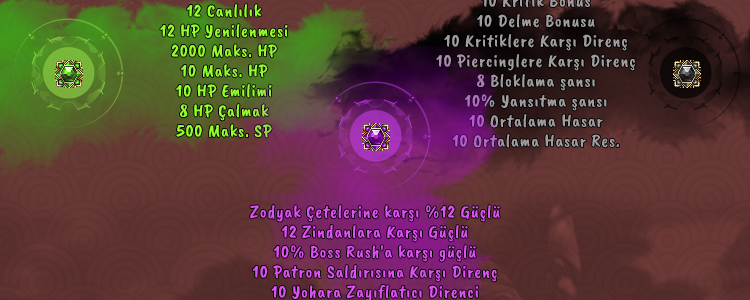 12 Canlılık
12 HP Yenilenmesi
2000 Maks. HP
10 Maks. HP
10 HP Emilimi
8 HP Çalmak
500 Maks. SP
10 Kritik Bonus
10 Delme Bonusu
10 Kritiklere Karşı Direnç
10 Piercinglere Karşı Direnç
8 Bloklama şansı
10% Yansıtma şansı
10 Ortalama Hasar
10 Ortalama Hasar Res.
Zodyak Çetelerine karşı %12 Güçlü
12 Zindanlara Karşı Güçlü
10% Boss Rush'a karşı güçlü
10 Patron Saldırısına Karşı Direnç
10 Yohara Zayıflatıcı Direnci